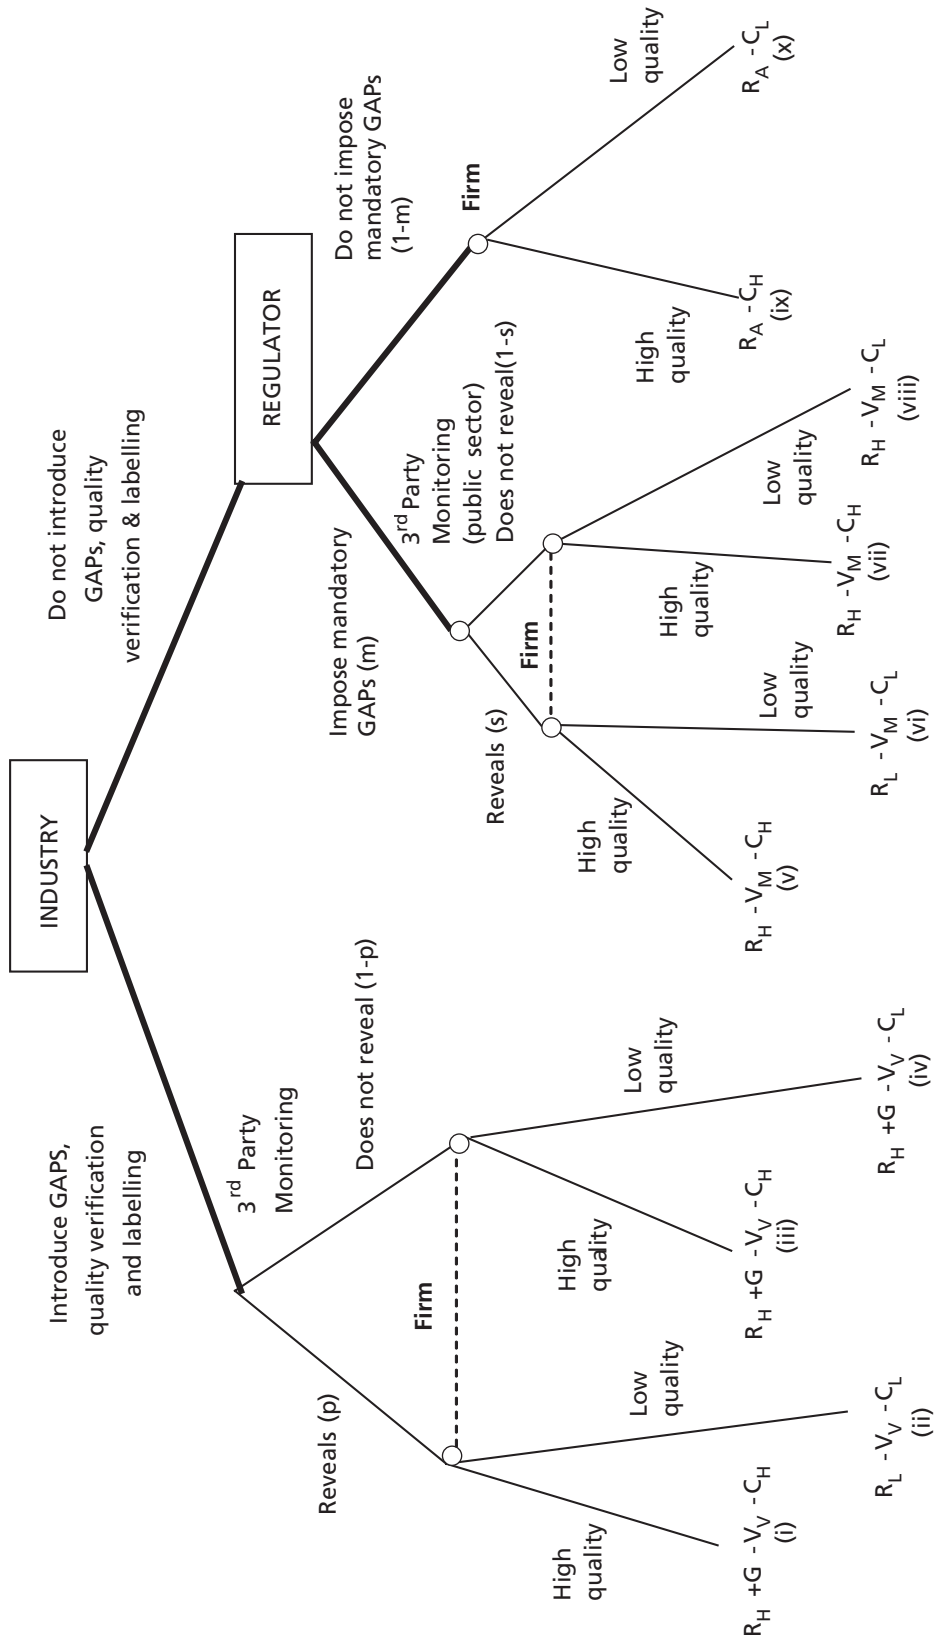 INDUSTRY
Introduce GAPS,
quality verification
and labelling
Do not introduce
GAPs, quality
verification & labelling
REGULATOR
3rd Party
Monitoring
Reveals (p)
Does not reveal (1-p)
Firm
High
quality
Low
quality
High
quality
Low
quality
RH +G - VV - CH
(i)
RL - VV - CL
(ii)
RH +G - VV - CH
(iii)
RH +G - VV - CL
(iv)
Impose mandatory
GAPs (m)
Do not impose
mandatory GAPs
(1-m)
3rd Party
Monitoring
(public sector)
Does not reveal(1-s)
Reveals (s)
Firm
Firm
High
quality
Low
quality
High
quality
Low
quality
High
quality
Low
quality
RH - VM - CH
(v)
RL - VM - CL
(vi)
RH - VM - CH
(vii)
RH - VM - CL
(viii)
RA - CH
(ix)
RA - CL
(x)